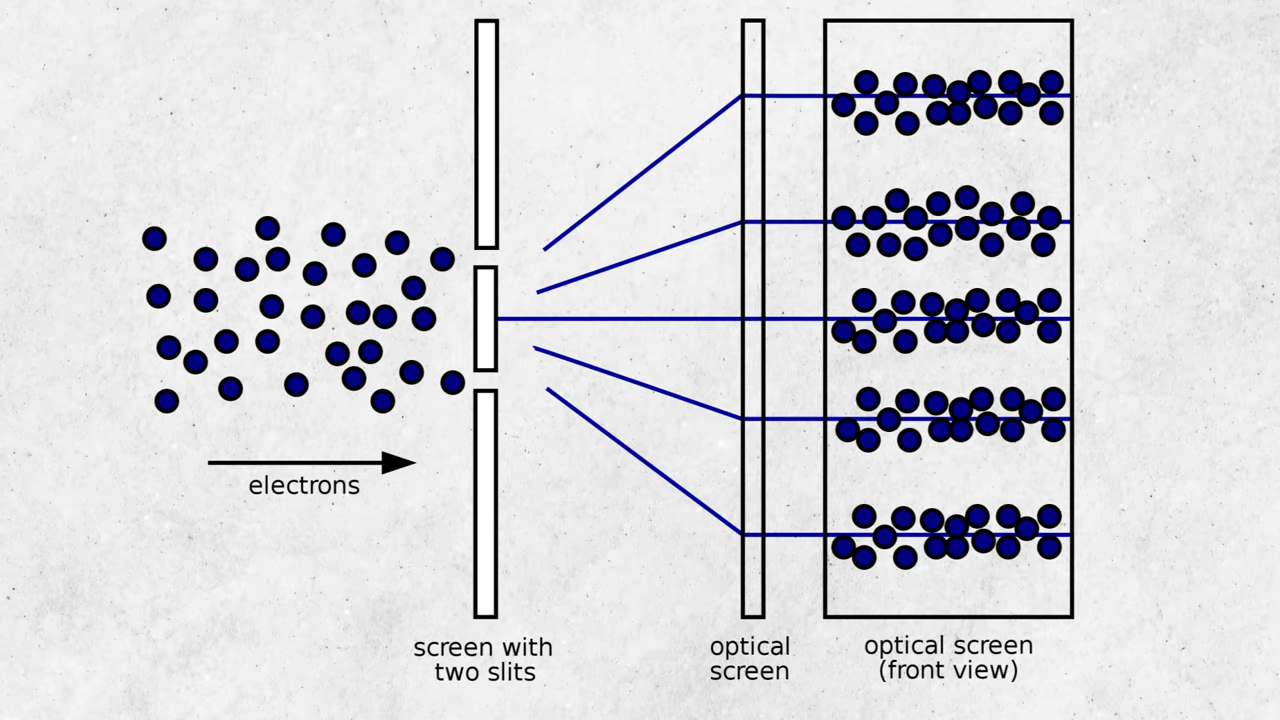 electrons
screen with
two slits
optical
screen
optical screen
(front view)